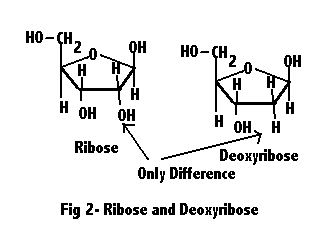 HO-CH2
O
OH
H
H
H
H
OH
OH
Ribose
HO-CH2
O
OH
H
H
H
H
OH
H
Deoxyribose
Only Difference
Fig 2- Ribose and Deoxyribose